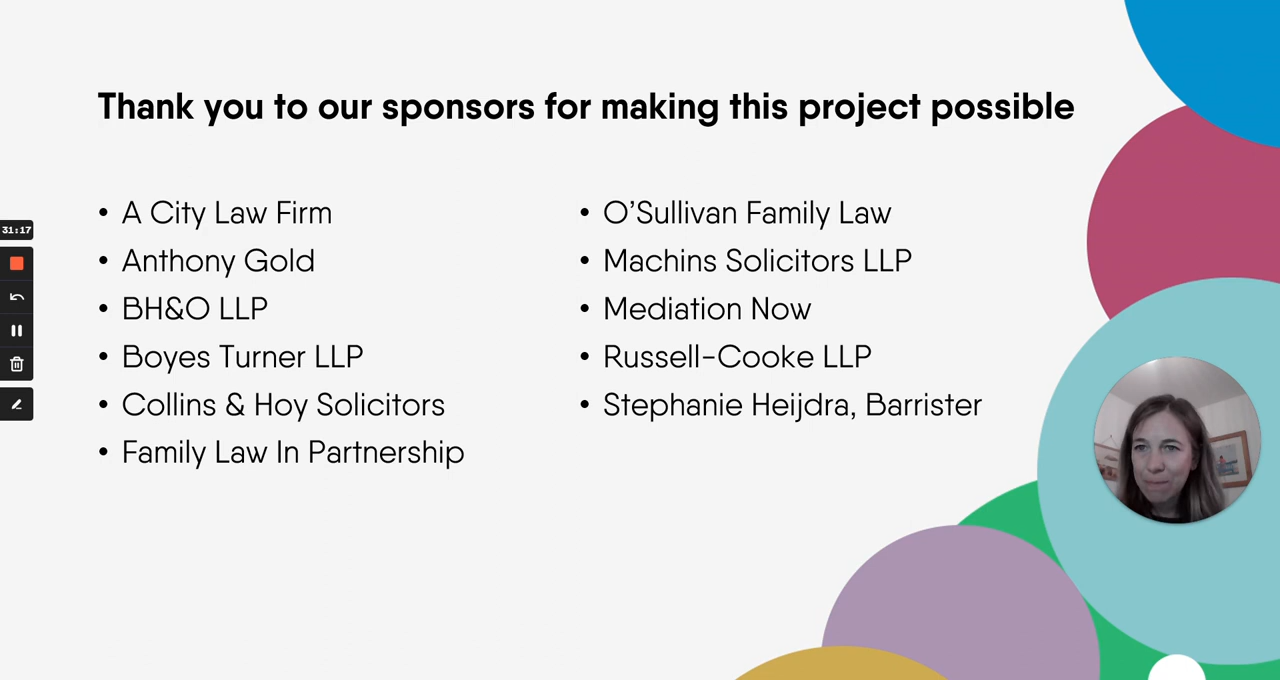 Thank you to our sponsors for making this project possible
• A City Law Firm
• Anthony Gold
• BH&O LLP
• Boyes Turner LLP
• Collins & Hoy Solicitors
• Family Law In Partnership
• O’Sullivan Family Law
• Machins Solicitors LLP
• Mediation Now
• Russell-Cooke LLP
• Stephanie Heijdra, Barrister
31:17